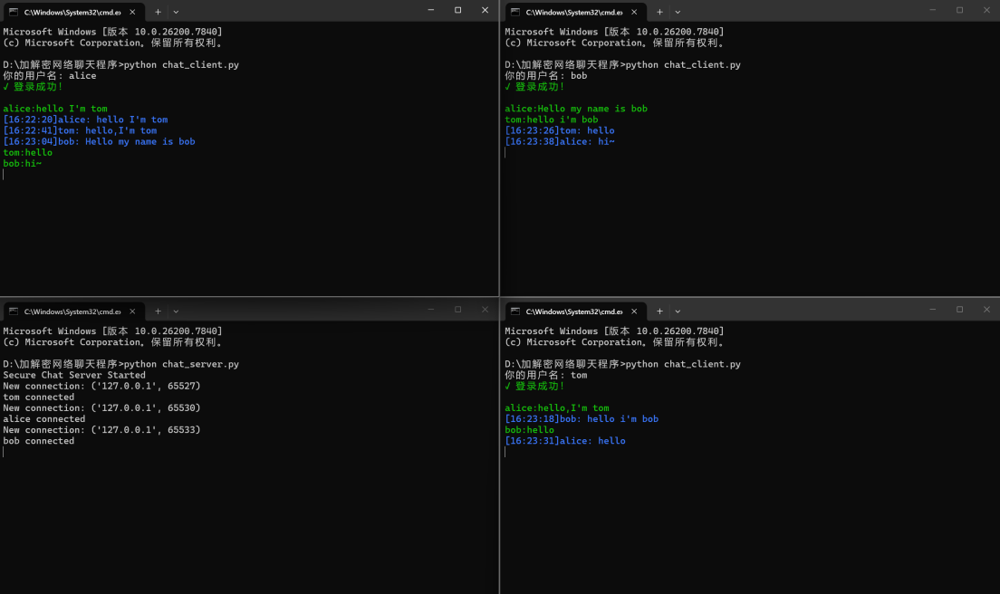 C:\Windows\System32\cmd.e
Microsoft Windows [版本 10.0.26200.7840]
(c) Microsoft Corporation。保留所有权利。
D:\加解密网络聊天程序>python chat_client.py
你的用户名: alice
✓ 登录成功!
alice:hello I'm tom
[16:22:20]alice: hello I'm tom
[16:22:41]tom: hello,I'm tom
[16:23:04]bob: Hello my name is bob
tom:hello
bob:hi~
C:\Windows\System32\cmd.e
Microsoft Windows [版本 10.0.26200.7840]
(c) Microsoft Corporation。保留所有权利。
D:\加解密网络聊天程序>python chat_client.py
你的用户名: bob
✓ 登录成功!
alice:Hello my name is bob
tom:hello i'm bob
[16:23:26]tom: hello
[16:23:38]alice: hi~
C:\Windows\System32\cmd.e
Microsoft Windows [版本 10.0.26200.7840]
(c) Microsoft Corporation。保留所有权利。
D:\加解密网络聊天程序>python chat_server.py
Secure Chat Server Started
New connection: ('127.0.0.1', 65527)
tom connected
New connection: ('127.0.0.1', 65530)
alice connected
New connection: ('127.0.0.1', 65533)
bob connected
C:\Windows\System32\cmd.e
Microsoft Windows [版本 10.0.26200.7840]
(c) Microsoft Corporation。保留所有权利。
D:\加解密网络聊天程序>python chat_client.py
你的用户名: tom
✓ 登录成功!
alice:hello,I'm tom
[16:23:18]bob: hello i'm bob
bob:hello
[16:23:31]alice: hello